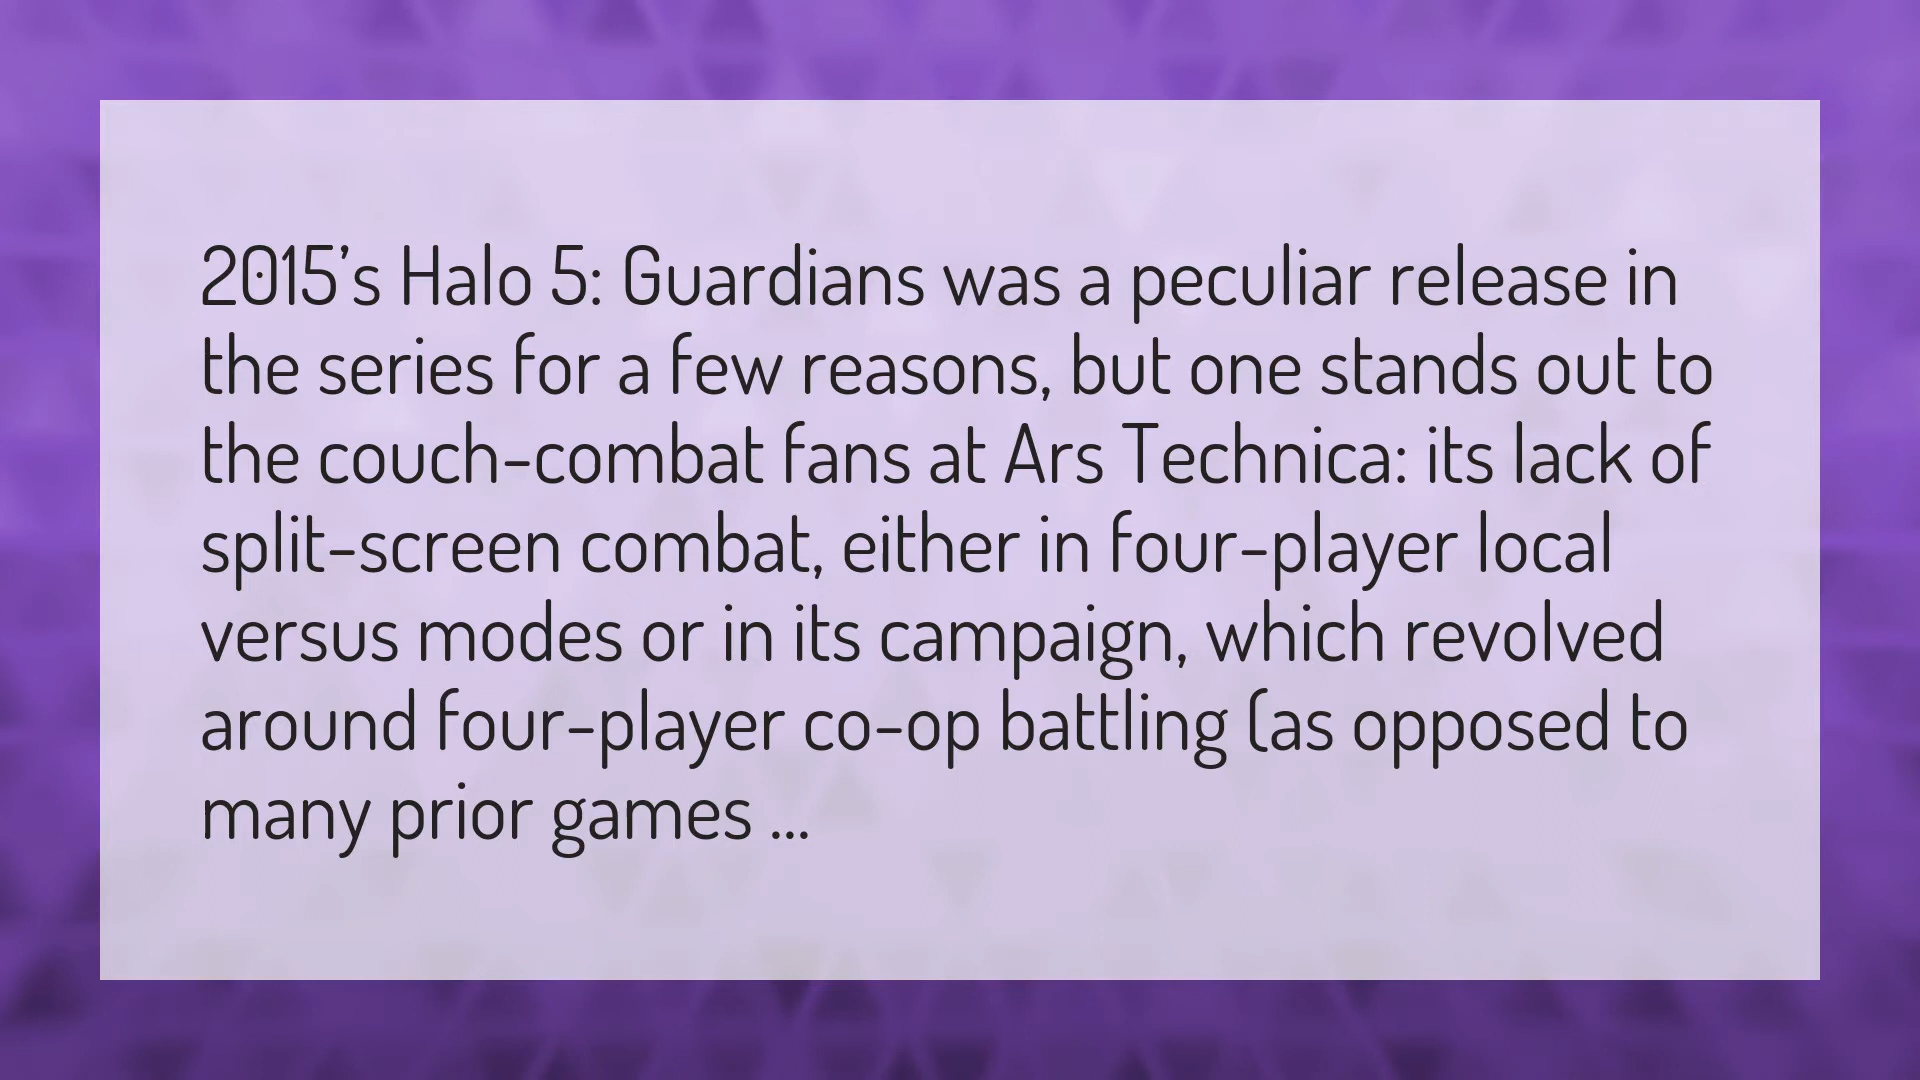 2015’s Halo 5: Guardians was a peculiar release in
the series for a few reasons, but one stands out to
the couch-combat fans at Ars Technica: its lack of
split-screen combat, either in four-player local
versus modes or in its campaign, which revolved
around four-player co-op battling (as opposed to
many prior games ...